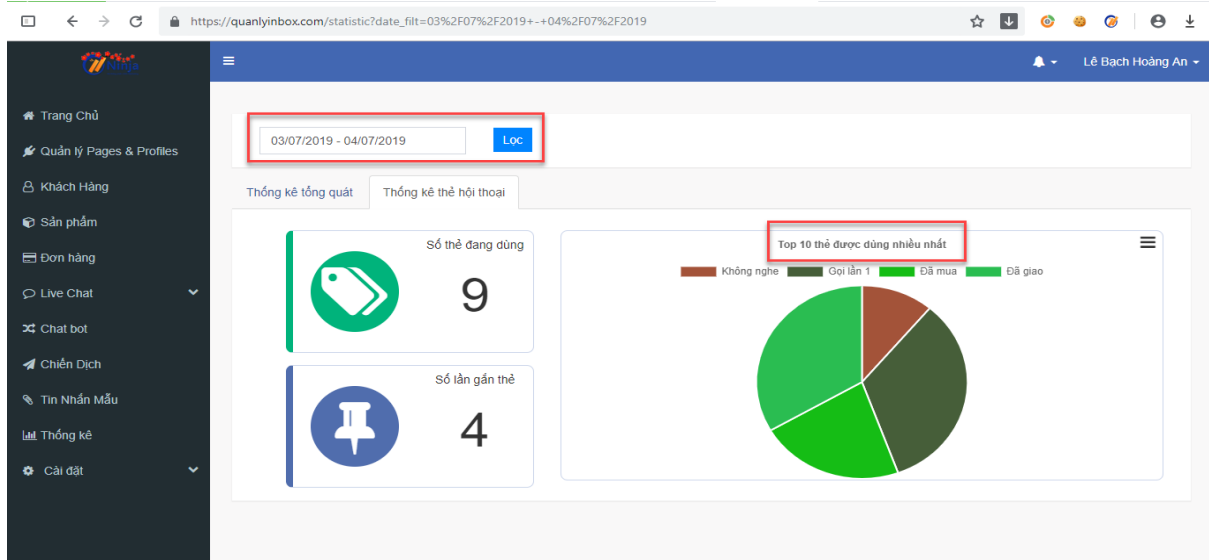 https://quanlyinbox.com/statistic?date_filt=03%2F07%2F2019+-+04%2F07%2F2019
Ninja
Lê Bạch Hoàng An
Trang Chủ
Quản lý Pages & Profiles
Khách Hàng
Sản phẩm
Đơn hàng
Live Chat
Chat bot
Chiến Dịch
Tin Nhắn Mẫu
Thống kê
Cài đặt
03/07/2019 - 04/07/2019 Lọc
Thống kê tổng quát Thống kê thẻ hội thoại
Số thẻ đang dùng
9
Số lần gắn thẻ
4
Top 10 thẻ được dùng nhiều nhất
Không nghe Gọi lần 1 Đã mua Đã giao